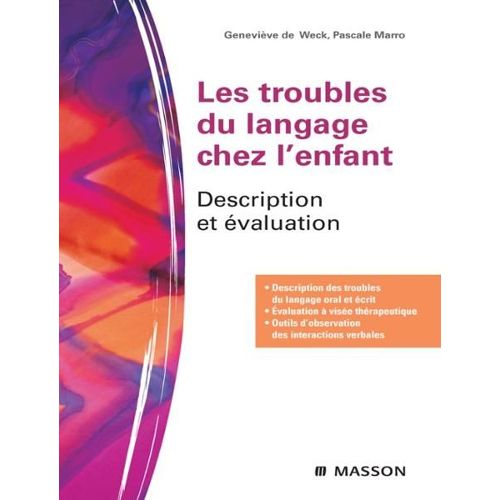 Geneviève de Weck, Pascale Marro
Les troubles
du langage
chez l'enfant
Description
et évaluation
• Description des troubles
du langage oral et écrit
• Évaluation à visée thérapeutique
• Outils d'observation
des interactions verbales
M MASSON